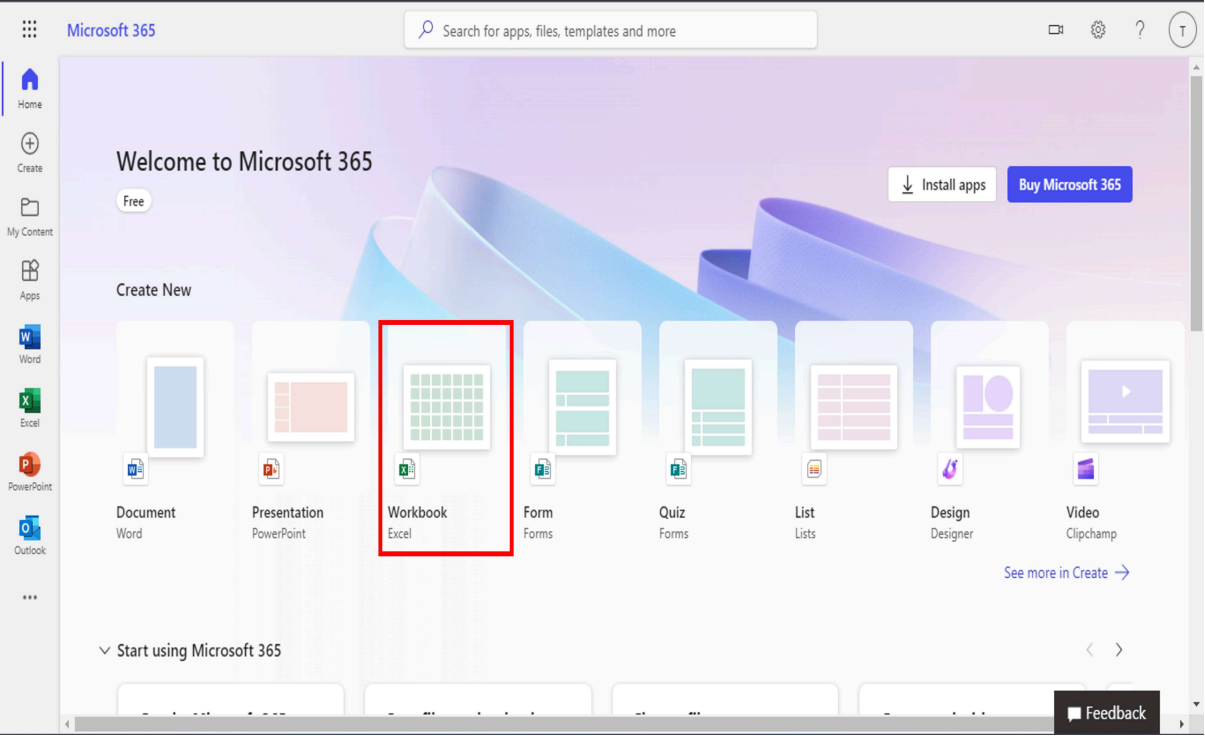 Microsoft 365
Search for apps, files, templates and more
T
Home
Create
My Content
Apps
Word
Excel
PowerPoint
Outlook
Welcome to Microsoft 365
Free
Install apps
Buy Microsoft 365
Create New
Document
Word
Presentation
PowerPoint
Workbook
Excel
Form
Forms
Quiz
Forms
List
Lists
Design
Designer
Video
Clipchamp
See more in Create
Start using Microsoft 365
Feedback